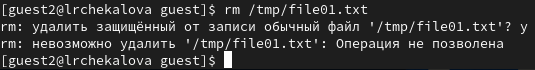 [guest2@lrchekalova guest]$ rm /tmp/file01.txt
rm: удалить защищённый от записи обычный файл '/tmp/file01.txt'? y
rm: невозможно удалить '/tmp/file01.txt': Операция не позволена
[guest2@lrchekalova guest]$